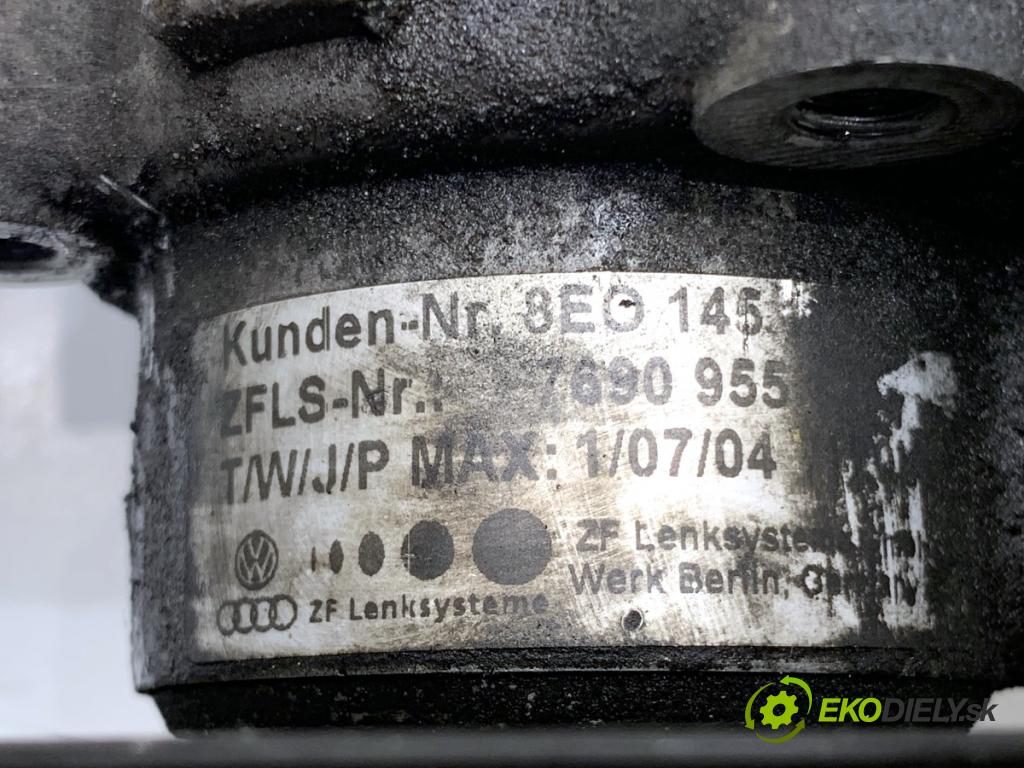 Kunden-Nr. 8E0 145
ZFLS-Nr.: 7690 955
T/W/J/P MAX: 1/07/04
ZF Lenksysteme
Werk Berlin,
ZF Lenksysteme
EKODIELY.sk